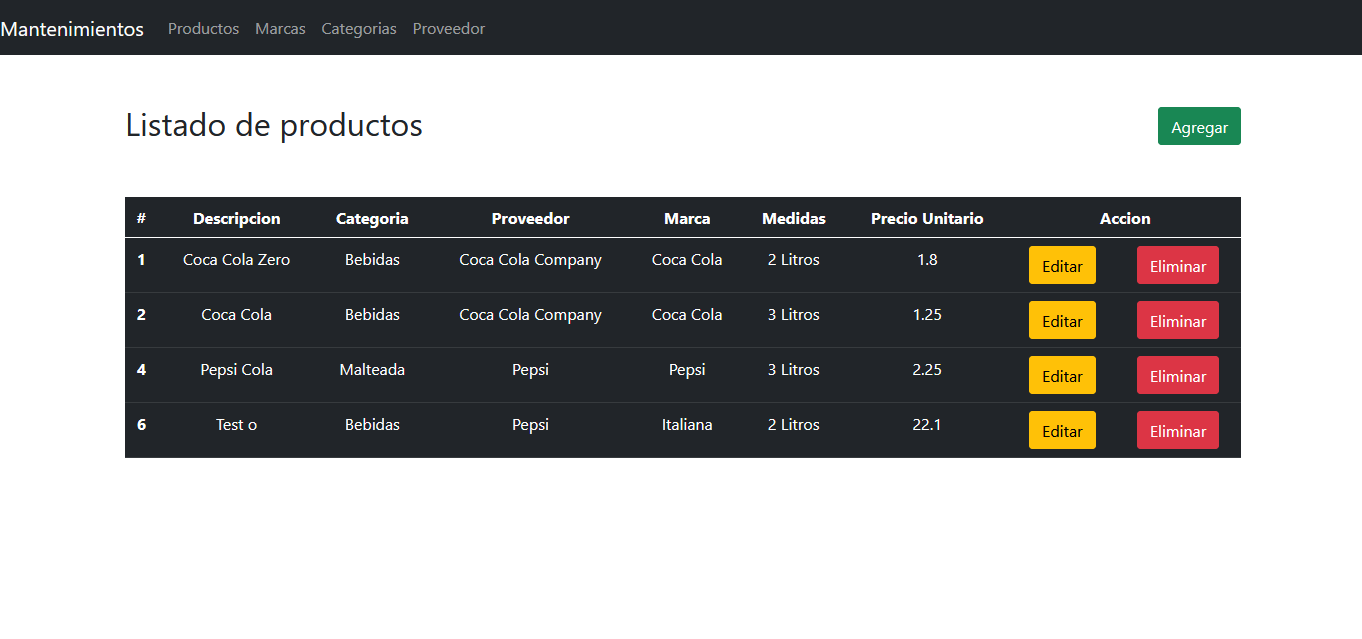 Mantenimientos Productos Marcas Categorias Proveedor
Listado de productos Agregar
# Descripcion Categoria Proveedor Marca Medidas Precio Unitario Accion
1 Coca Cola Zero Bebidas Coca Cola Company Coca Cola 2 Litros 1.8 Editar Eliminar
2 Coca Cola Bebidas Coca Cola Company Coca Cola 3 Litros 1.25 Editar Eliminar
4 Pepsi Cola Malteada Pepsi Pepsi 3 Litros 2.25 Editar Eliminar
6 Test o Bebidas Pepsi Italiana 2 Litros 22.1 Editar Eliminar